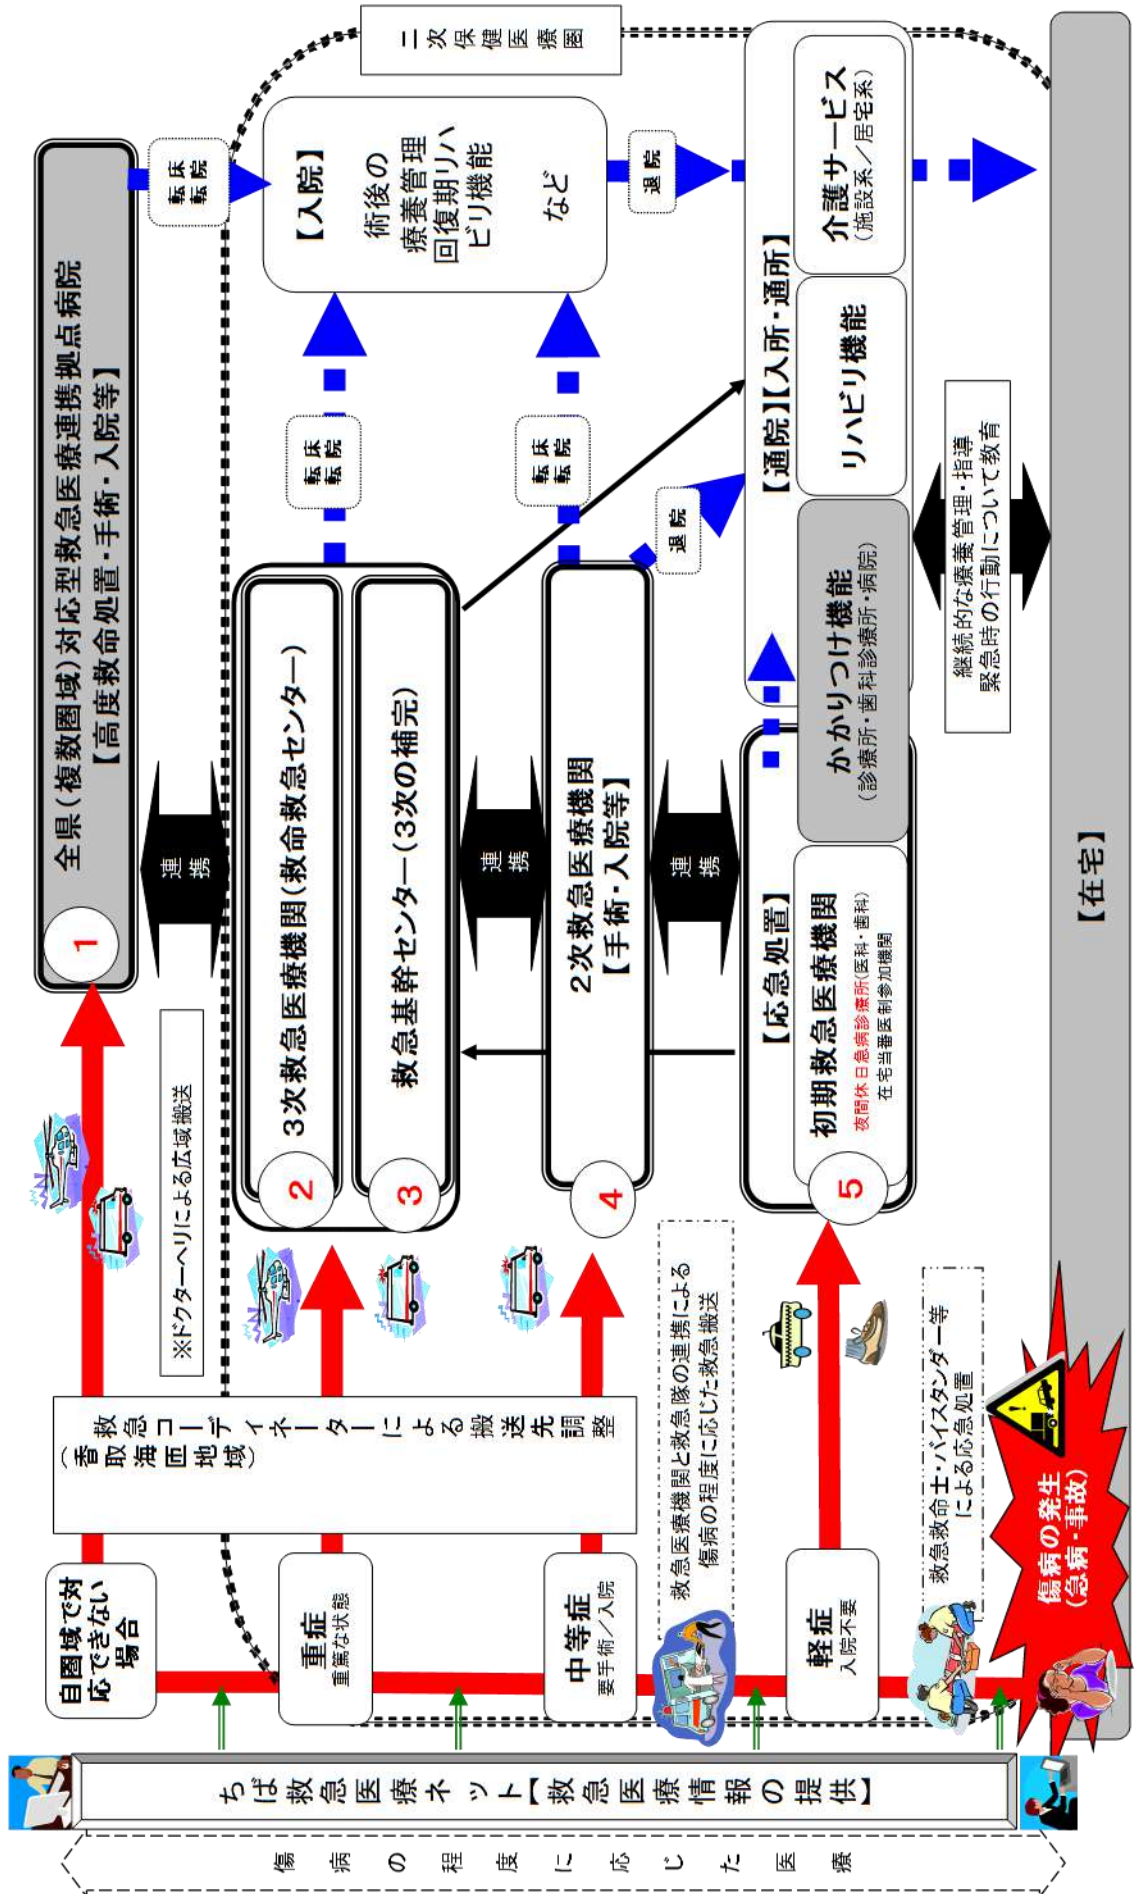 傷病の程度に応じた医療
ちば救急医療ネット【救急医療情報の提供】
自圏域で対
応できない
場合
重症
重篤な状態
中等症
要手術／入院
軽症
入院不要
傷病の発生
(急病・事故)
救急コーディネーターによる搬送先調整
(香取海匝地域)
救急医療機関と救急隊の連携による
傷病の程度に応じた救急搬送
救急救命士・バイスタンダー等
による応急処置
※ドクターヘリによる広域搬送
1
全県(複数圏域)対応型救急医療連携拠点病院
【高度救命処置・手術・入院等】
連携
2
3次救急医療機関(救命救急センター)
3
救急基幹センター(3次の補完)
連携
4
2次救急医療機関
【手術・入院等】
連携
5
【応急処置】
初期救急医療機関
夜間休日急病診療所(医科・歯科)
在宅当番医制参加機関
かかりつけ機能
(診療所・歯科診療所・病院)
リハビリ機能
介護サービス
(施設系／居宅系)
【通院】【入所・通所】
転床
転院
転床
転院
転床
転院
退院
退院
【入院】
術後の
療養管理
回復期リハ
ビリ機能
など
二次保健医療圏
継続的な療養管理・指導
緊急時の行動について教育
【在宅】